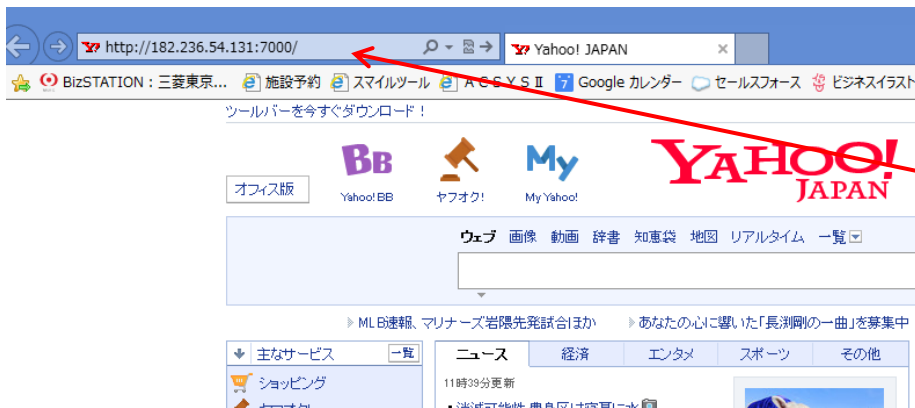 http://182.236.54.131:7000/
Yahoo! JAPAN
BizSTATION：三菱東京...
施設予約
スマイルツール
ＡＣＳＹＳⅡ
Google カレンダー
セールスフォース
ビジネスイラスト
ツールバーを今すぐダウンロード！
BB
My
YAHOO!
JAPAN
オフィス版
Yahoo! BB
ヤフオク!
My Yahoo!
ウェブ 画像 動画 辞書 知恵袋 地図 リアルタイム 一覧
MLB速報、マリナーズ岩隈先発試合ほか
あなたの心に響いた「長渕剛の一曲」を募集中
主なサービス 一覧
ニュース 経済 エンタメ スポーツ その他
ショッピング
11時39分更新